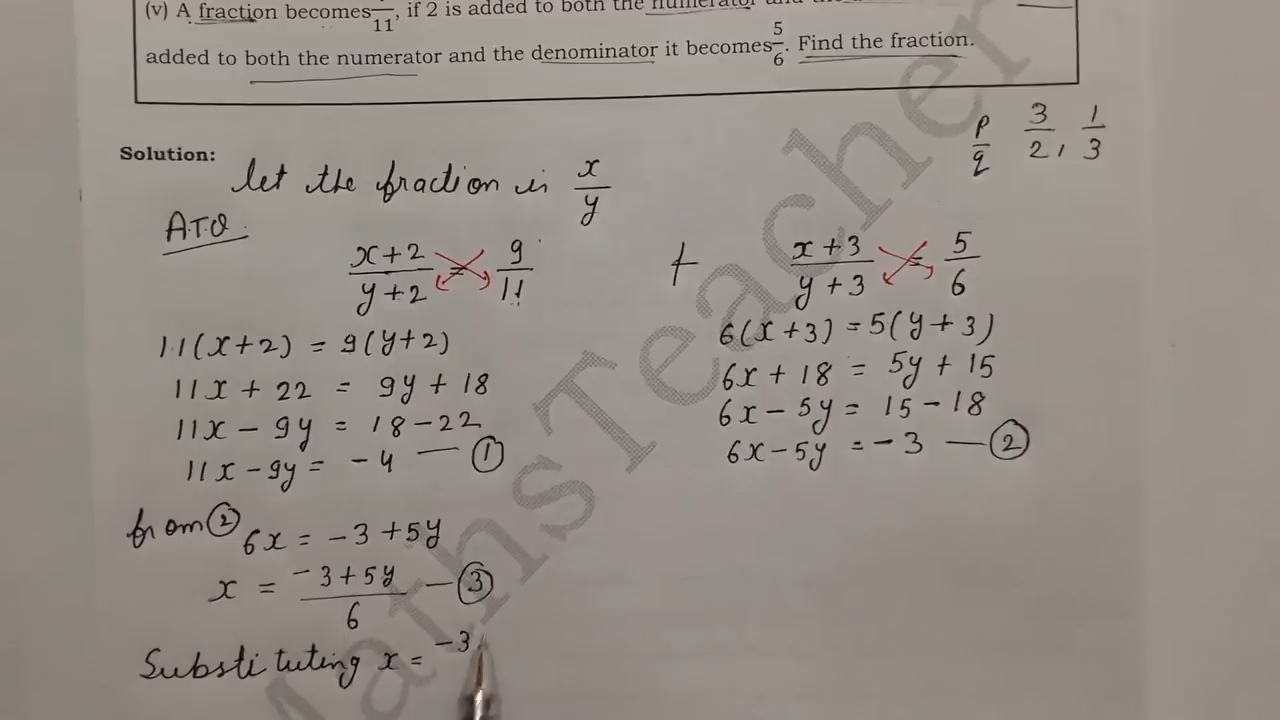 (v) A fraction becomes 9/11, if 2 is added to both the numerator and the
added to both the numerator and the denominator it becomes 5/6. Find the fraction.
p/q 3/2, 1/3
Solution:
let the fraction is x/y
A.T.Q.
(x+2)/(y+2) = 9/11 + (x+3)/(y+3) = 5/6
11(x+2) = 9(y+2)
11x + 22 = 9y + 18
11x - 9y = 18 - 22
11x - 9y = -4 — ①
6(x+3) = 5(y+3)
6x + 18 = 5y + 15
6x - 5y = 15 - 18
6x - 5y = -3 — ②
from ② 6x = -3 + 5y
x = (-3+5y)/6 — ③
Substituting x = -3
MathsTeacher